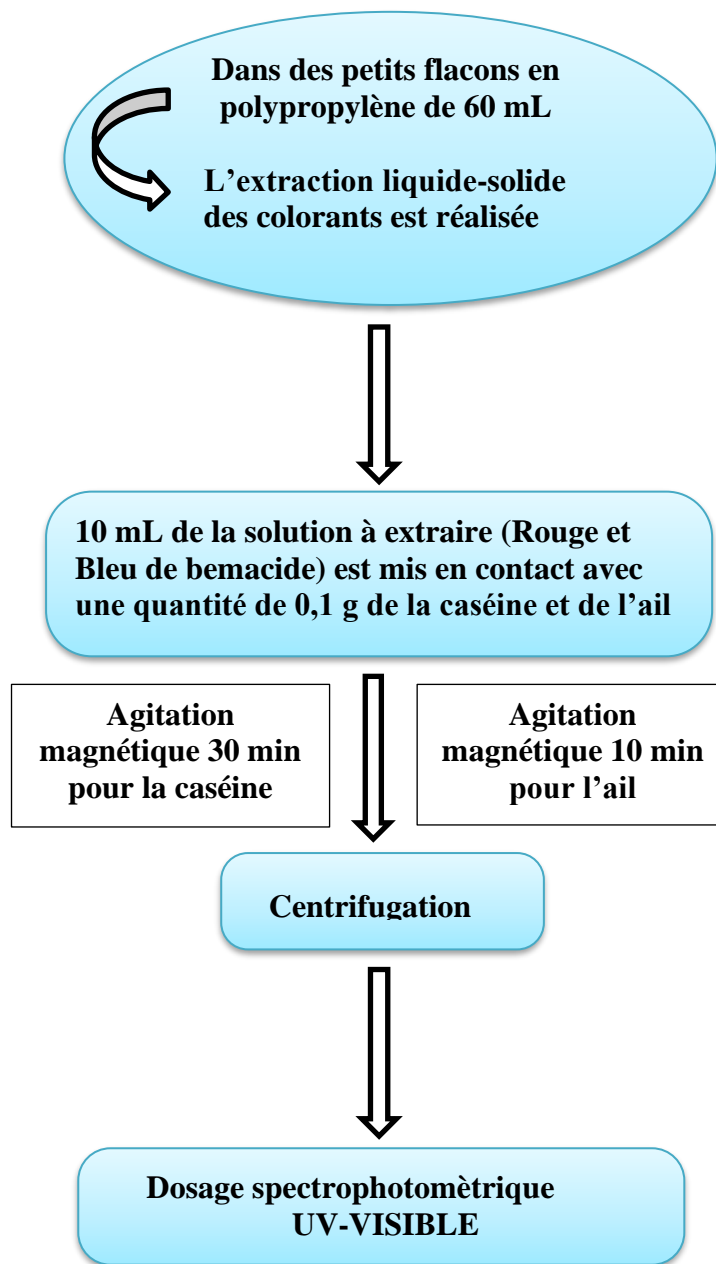 Dans des petits flacons en
polypropylène de 60 mL
L’extraction liquide-solide
des colorants est réalisée
10 mL de la solution à extraire (Rouge et
Bleu de bemacide) est mis en contact avec
une quantité de 0,1 g de la caséine et de l’ail
Agitation
magnétique 30 min
pour la caséine
Agitation
magnétique 10 min
pour l’ail
Centrifugation
Dosage spectrophotomètrique
UV-VISIBLE